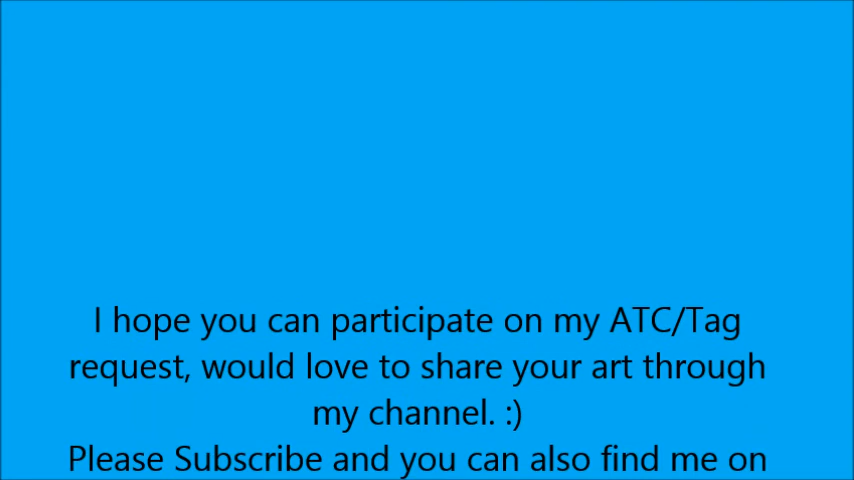 I hope you can participate on my ATC/Tag
request, would love to share your art through
my channel. :)
Please Subscribe and you can also find me on